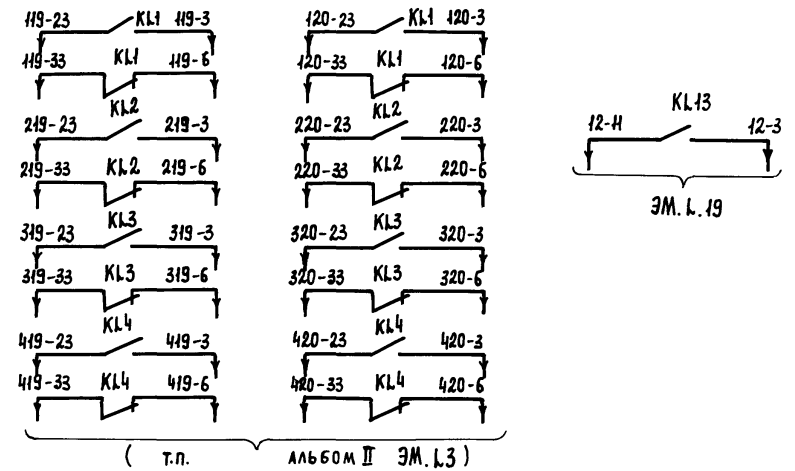 119-23 KL1 119-3 120-23 KL1 120-3
119-33 KL1 119-6 120-33 KL1 120-6
219-23 KL2 219-3 220-23 KL2 220-3
219-33 KL2 219-6 220-33 KL2 220-6
319-23 KL3 319-3 320-23 KL3 320-3
319-33 KL3 319-6 320-33 KL3 320-6
419-23 KL4 419-3 420-23 KL4 420-3
419-33 KL4 419-6 420-33 KL4 420-6
( Т.П. АЛЬБОМ II ЭМ. L3 )
KL13
12-Н 12-3
ЭМ. L. 19